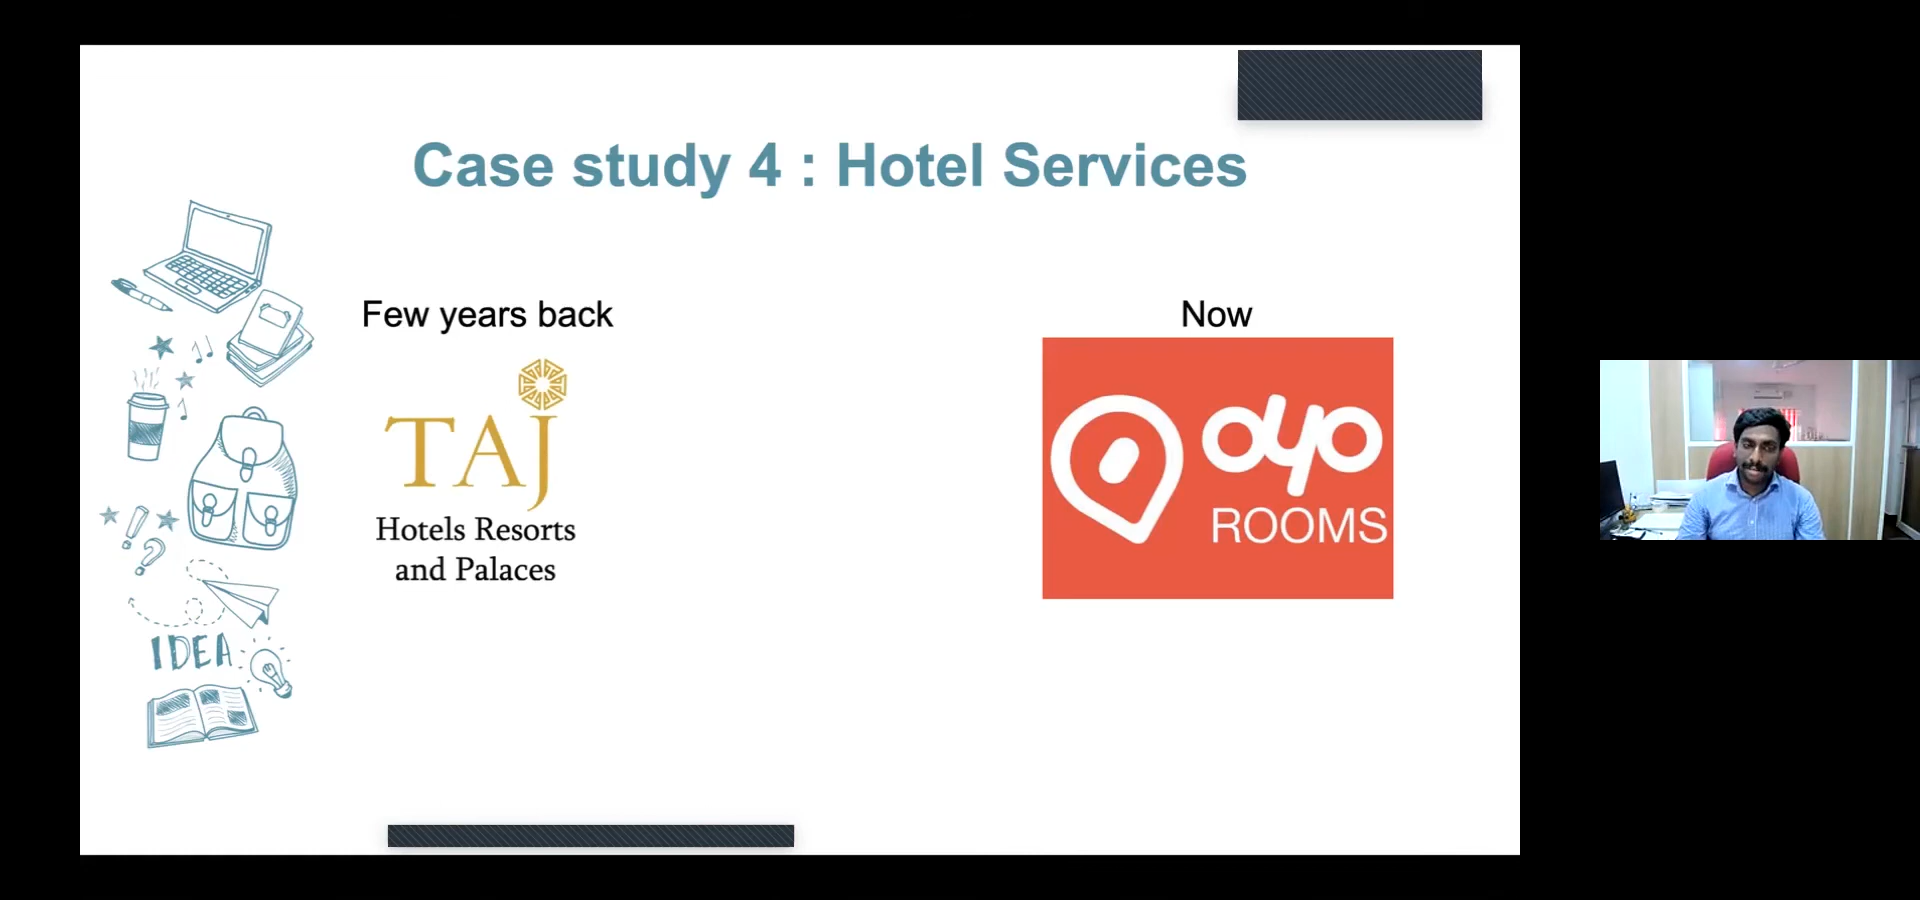 Case study 4 : Hotel Services
Few years back
Now
TAJ
Hotels Resorts
and Palaces
OYO
ROOMS
IDEA